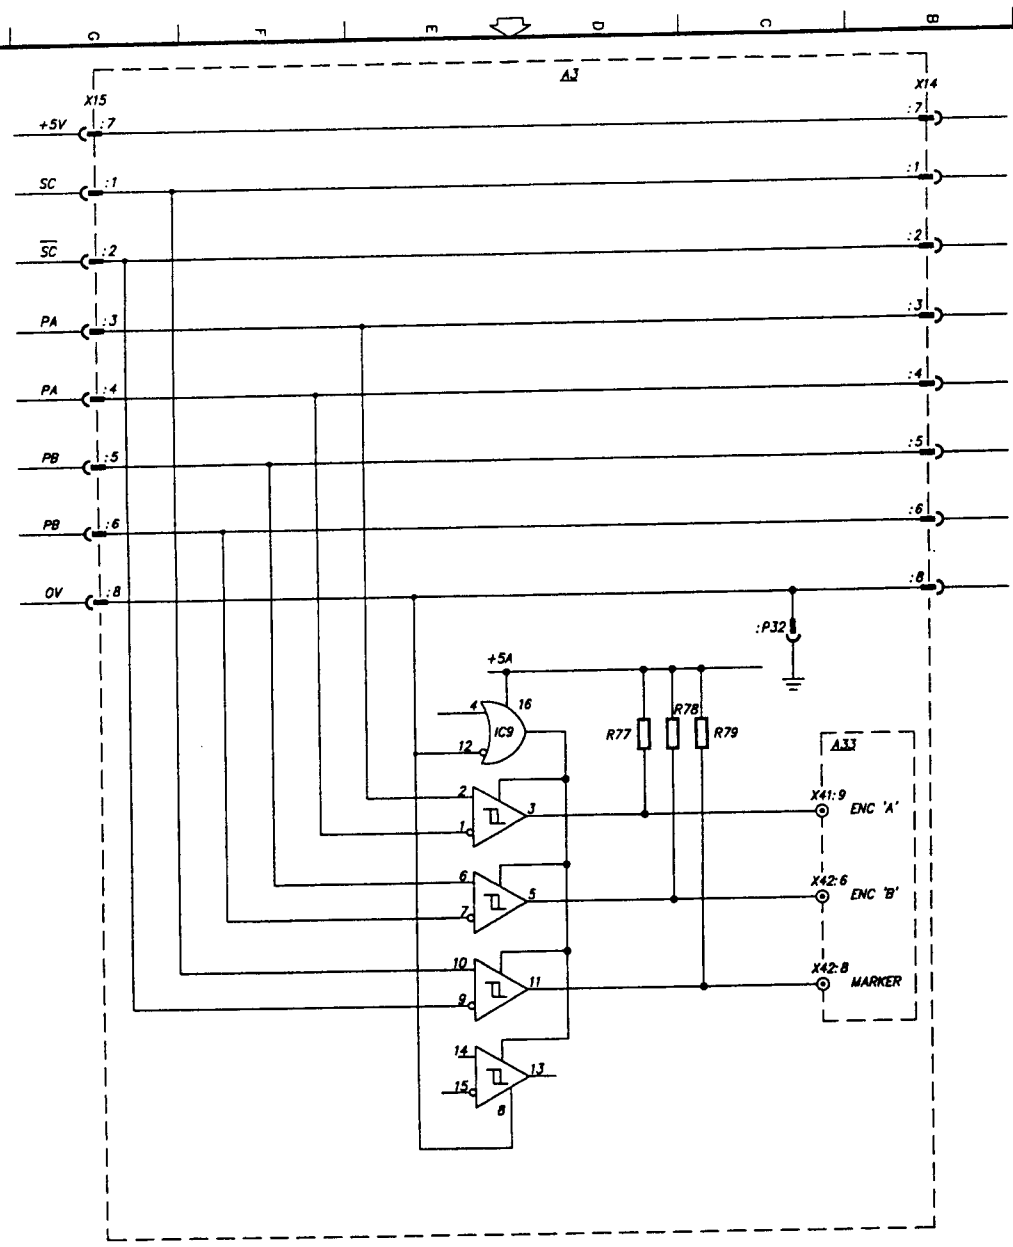 G F E D C B
A3
X15 X14
+5V :7 :7
SC :1 :1
SC :2 :2
PA :3 :3
PA :4 :4
PB :5 :5
PB :6 :6
OV :8 :8
:P32
+5A
4 16
IC9
12
R77 R78 R79
A33
2 3 X41:9 ENC 'A'
1
6 5 X42:6 ENC 'B'
7
10 11 X42:8 MARKER
9
14 13
15
8